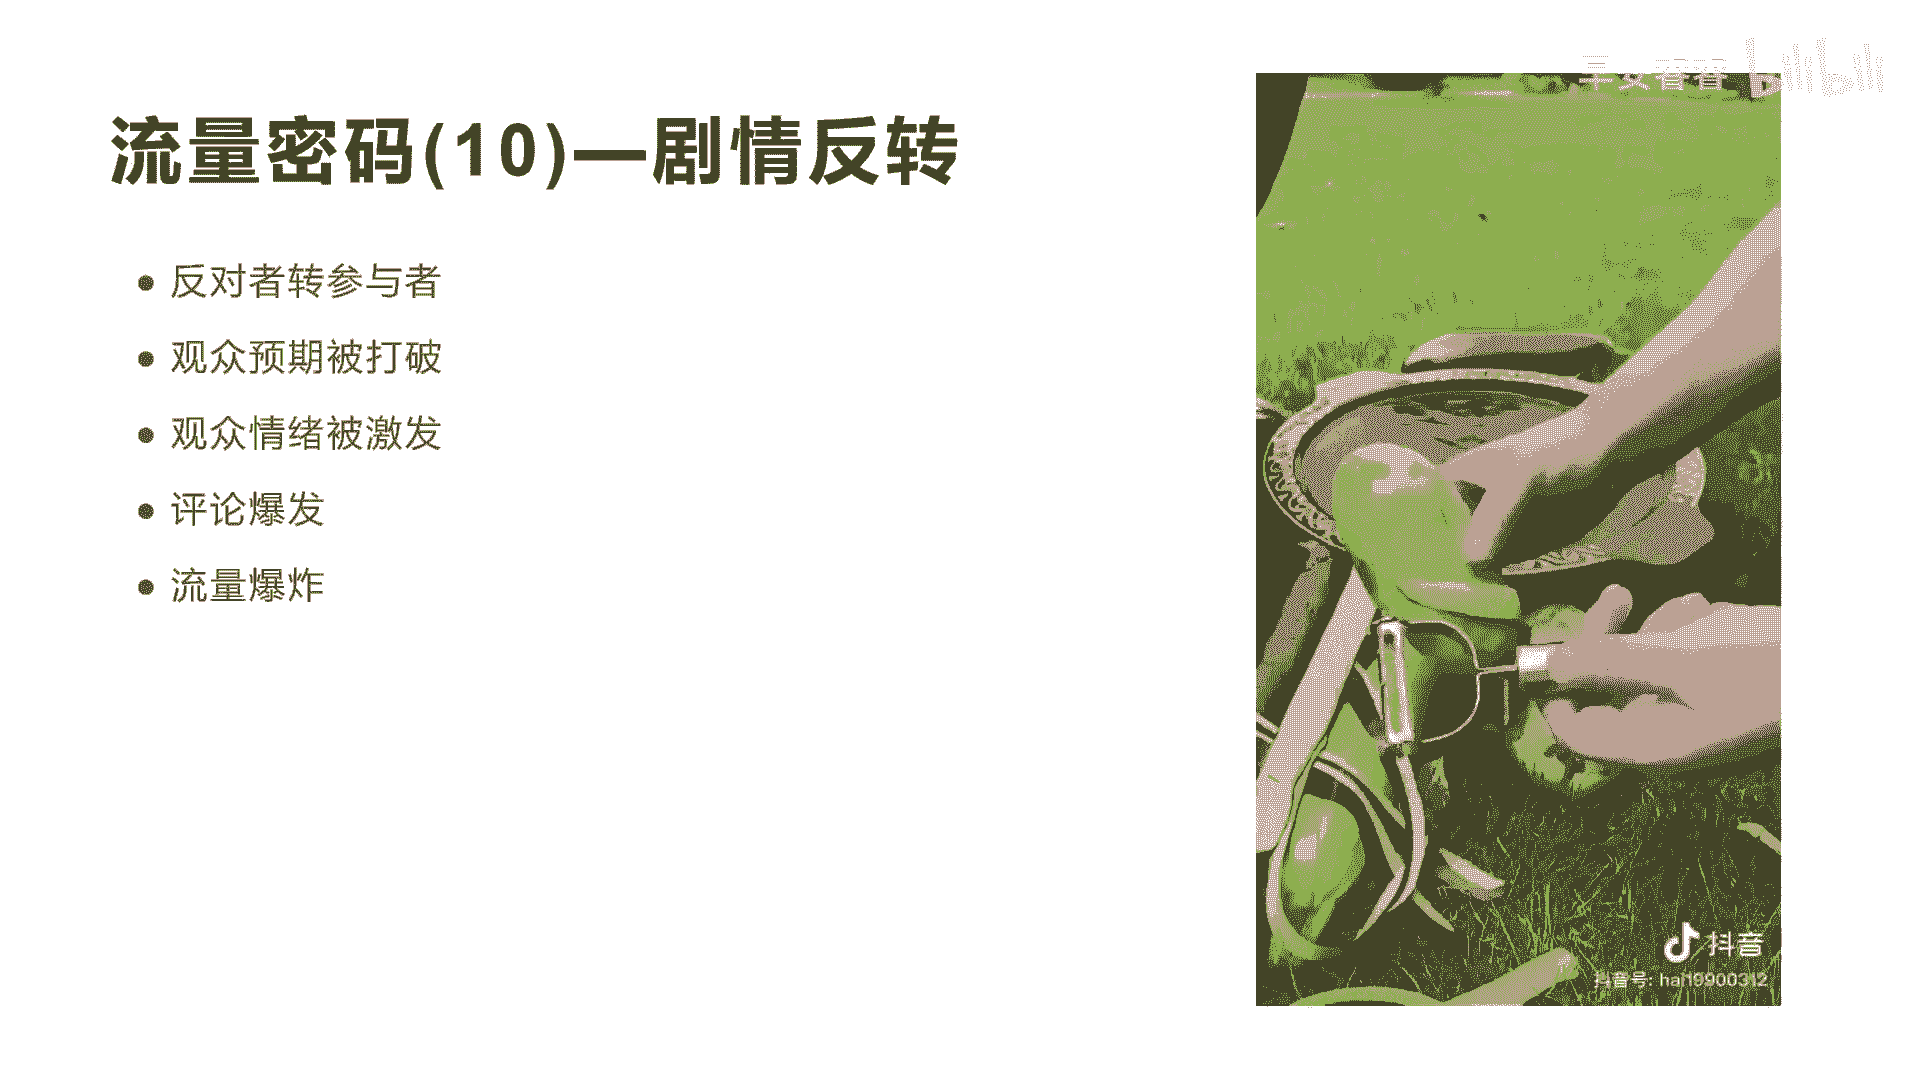 流量密码(10)—剧情反转
反对者转参与者
观众预期被打破
观众情绪被激发
评论爆发
流量爆炸
bilibili
抖音
抖音号: hai19900312